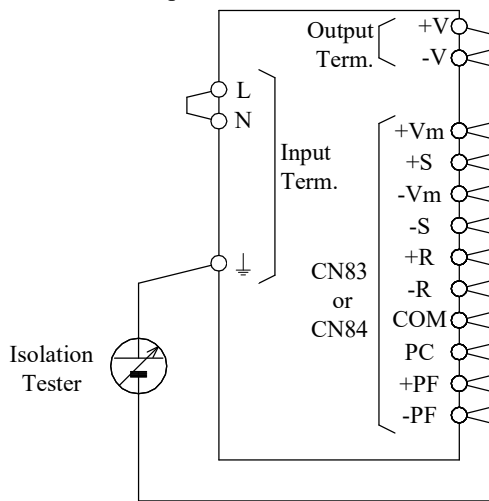 +V
Output
Term.
-V
L
N
Input
Term.
+Vm
+S
-Vm
-S
+R
-R
COM
PC
+PF
-PF
CN83
or
CN84
Isolation
Tester